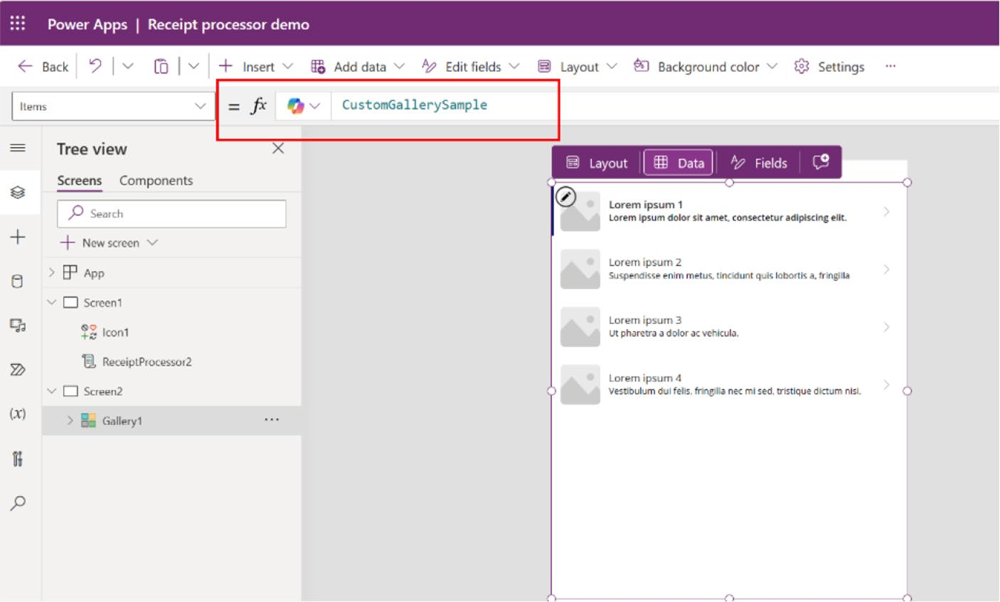 Power Apps | Receipt processor demo
Back Insert Add data Edit fields Layout Background color Settings ...
Items = fx CustomGallerySample
Tree view
Layout Data Fields
Screens Components
Search
New screen
App
Screen1
Icon1
ReceiptProcessor2
Screen2
Gallery1 ...
(x)
Lorem ipsum 1
Lorem ipsum dolor sit amet, consectetur adipiscing elit.
Lorem ipsum 2
Suspendisse enim metus, tincidunt quis lobortis a, fringilla
Lorem ipsum 3
Ut pharetra a dolor ac vehicula.
Lorem ipsum 4
Vestibulum dui felis, fringilla nec mi sed, tristique dictum nisi.